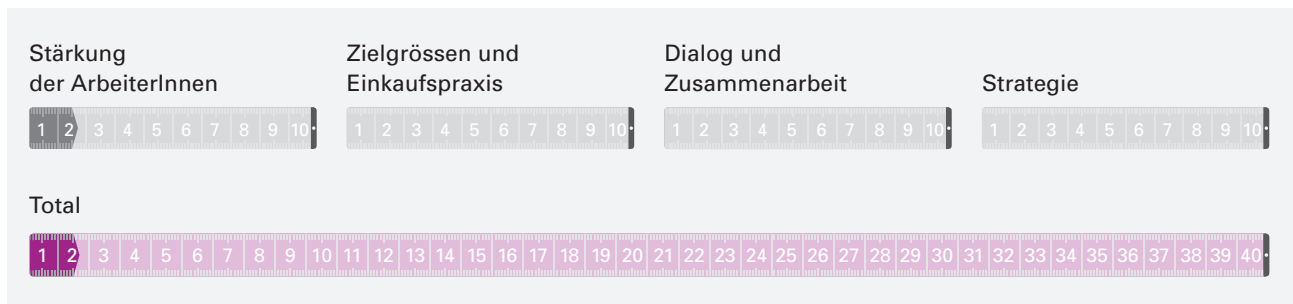 Stärkung
der ArbeiterInnen
Zielgrössen und
Einkaufspraxis
Dialog und
Zusammenarbeit
Strategie
1 2 3 4 5 6 7 8 9 10
1 2 3 4 5 6 7 8 9 10
1 2 3 4 5 6 7 8 9 10
1 2 3 4 5 6 7 8 9 10
Total
1 2 3 4 5 6 7 8 9 10 11 12 13 14 15 16 17 18 19 20 21 22 23 24 25 26 27 28 29 30 31 32 33 34 35 36 37 38 39 40